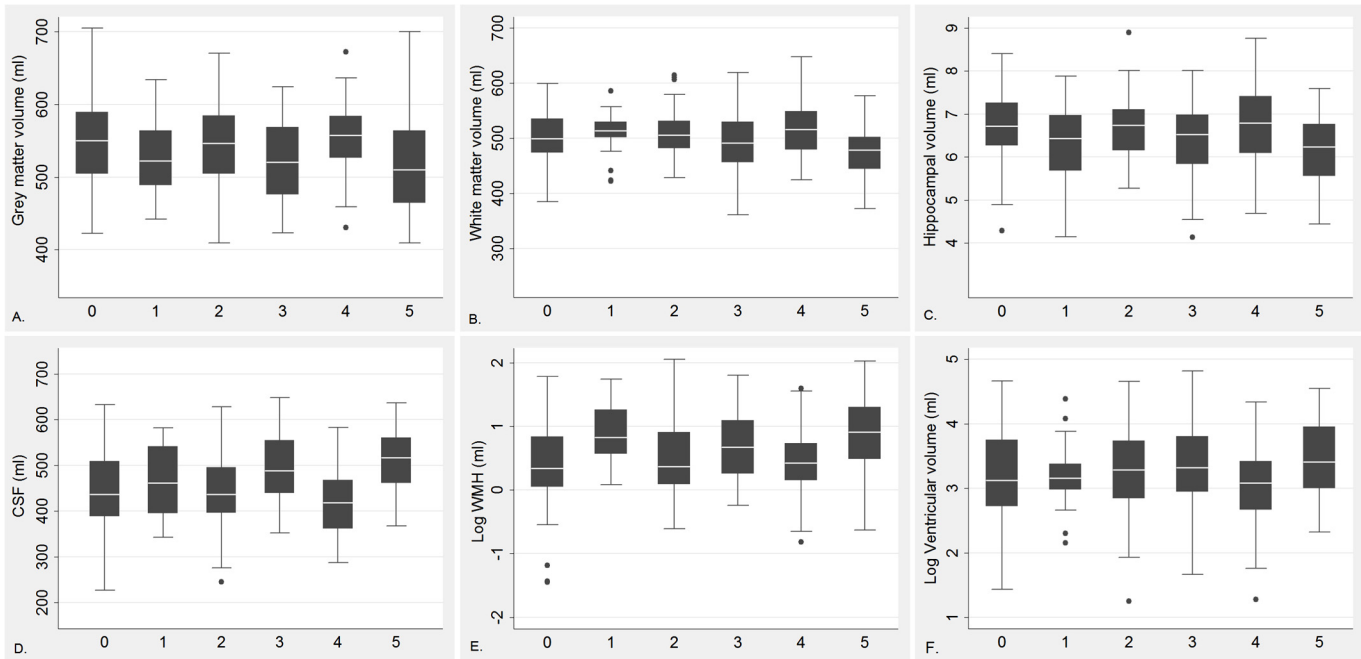 Grey matter volume (ml)
700
600
500
400
0 1 2 3 4 5
A.
White matter volume (ml)
700
600
500
400
300
0 1 2 3 4 5
B.
Hippocampal volume (ml)
9
8
7
6
5
4
0 1 2 3 4 5
C.
CSF (ml)
700
600
500
400
300
200
0 1 2 3 4 5
D.
Log WMH (ml)
2
1
0
-1
-2
0 1 2 3 4 5
E.
Log Ventricular volume (ml)
5
4
3
2
1
0 1 2 3 4 5
F.